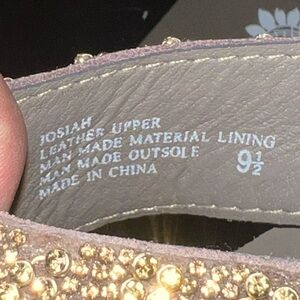 JOSIAH
LEATHER UPPER
MAN MADE MATERIAL LINING
MAN MADE OUTSOLE
MADE IN CHINA
9½